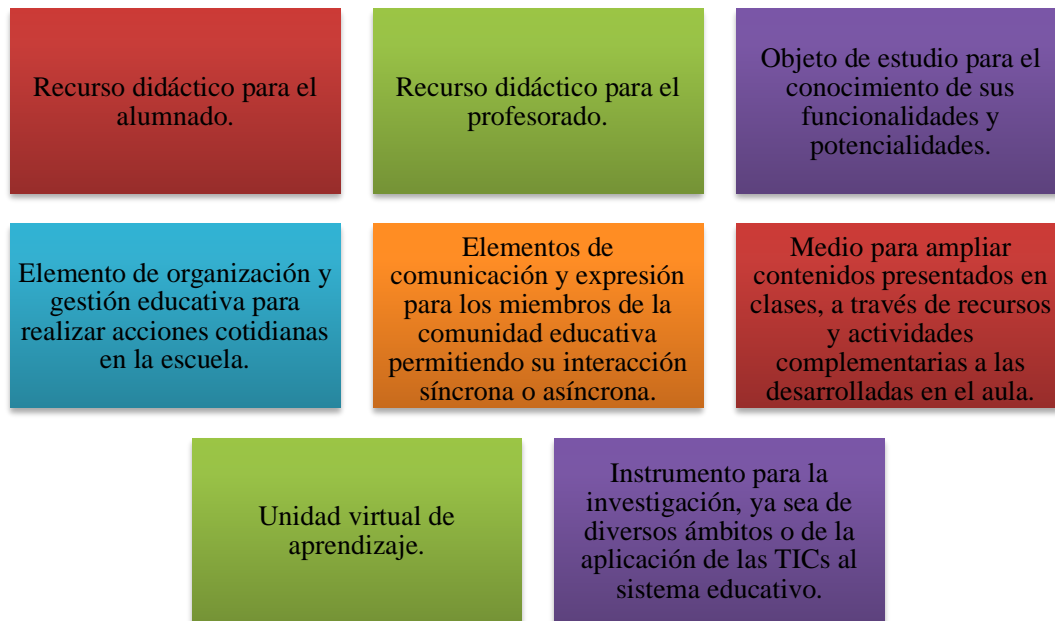 Recurso didáctico para el
alumnado.
Recurso didáctico para el
profesorado.
Objeto de estudio para el
conocimiento de sus
funcionalidades y
potencialidades.
Elemento de organización y
gestión educativa para
realizar acciones cotidianas
en la escuela.
Elementos de
comunicación y expresión
para los miembros de la
comunidad educativa
permitiendo su interacción
síncrona o asíncrona.
Medio para ampliar
contenidos presentados en
clases, a través de recursos
y actividades
complementarias a las
desarrolladas en el aula.
Unidad virtual de
aprendizaje.
Instrumento para la
investigación, ya sea de
diversos ámbitos o de la
aplicación de las TICs al
sistema educativo.